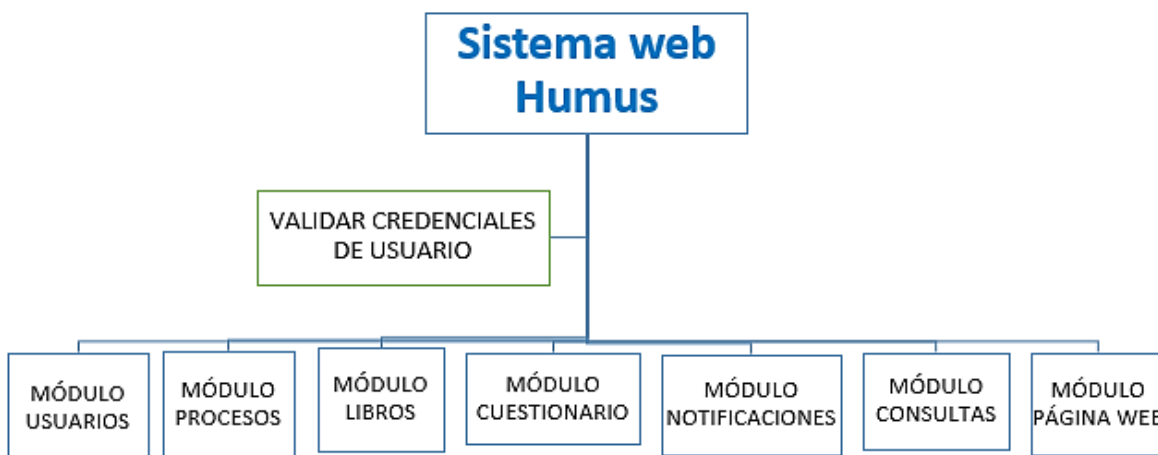 Sistema web
Humus
VALIDAR CREDENCIALES
DE USUARIO
MÓDULO
USUARIOS
MÓDULO
PROCESOS
MÓDULO
LIBROS
MÓDULO
CUESTIONARIO
MÓDULO
NOTIFICACIONES
MÓDULO
CONSULTAS
MÓDULO
PÁGINA WEB